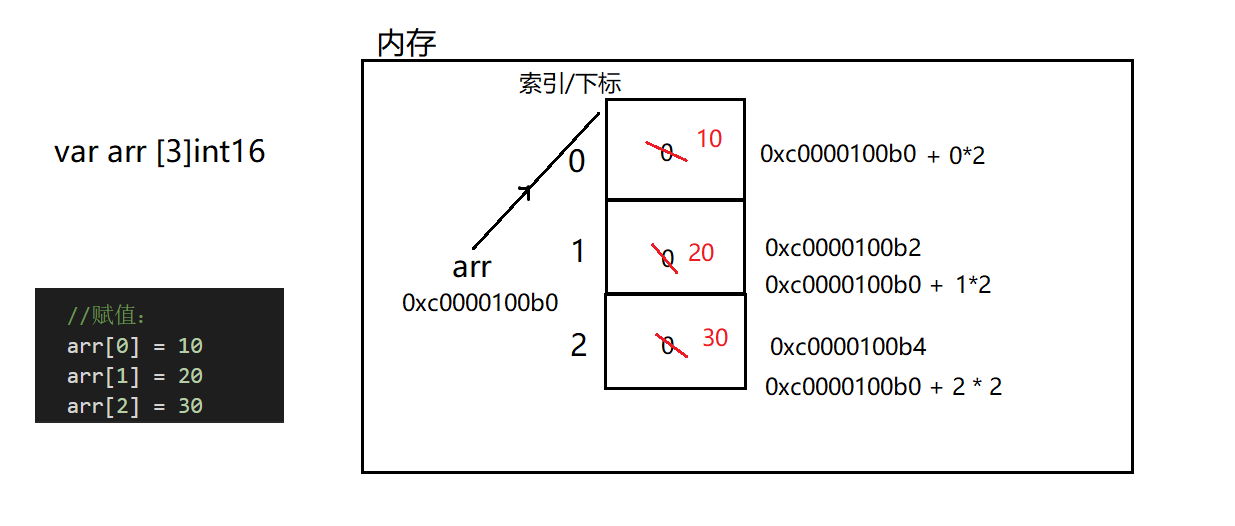 内存
索引/下标
var arr [3]int16
0
0 10
0xc0000100b0 + 0*2
1
0 20
0xc0000100b2
0xc0000100b0 + 1*2
arr
0xc0000100b0
2
0 30
0xc0000100b4
0xc0000100b0 + 2 * 2
//赋值:
arr[0] = 10
arr[1] = 20
arr[2] = 30